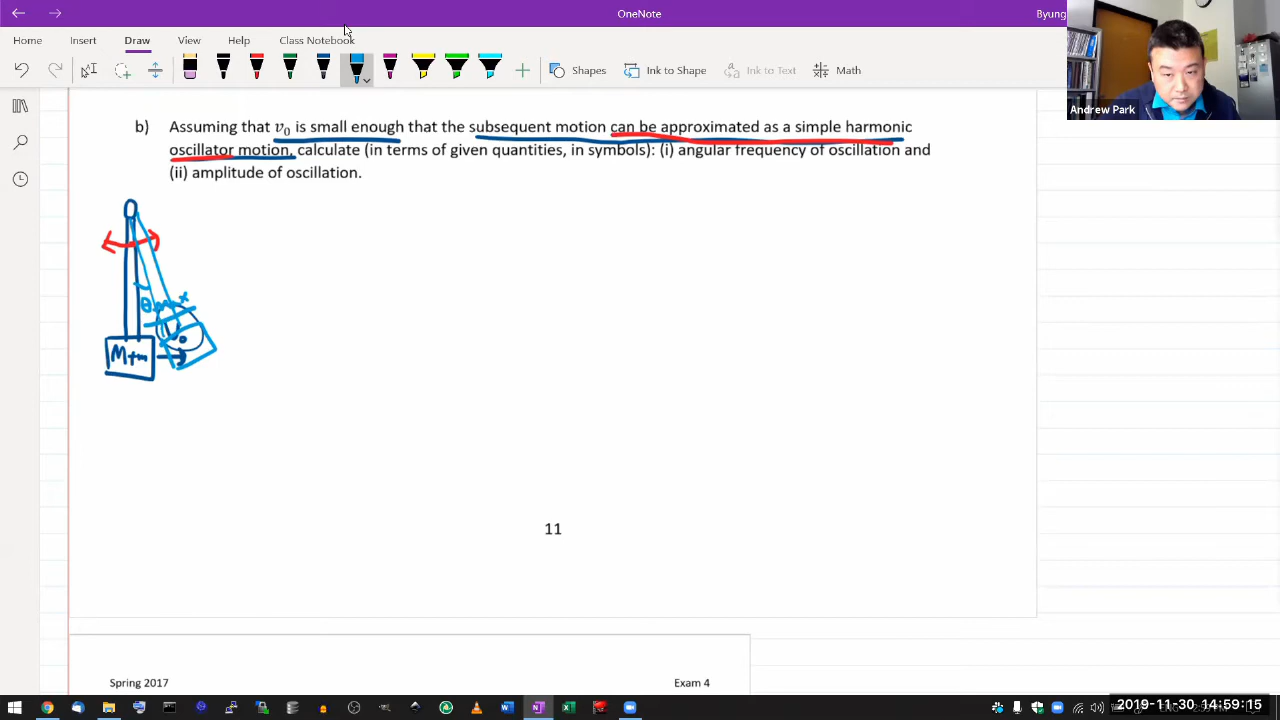 OneNote
Byung
Home
Insert
Draw
View
Help
Class Notebook
Shapes
Ink to Shape
Ink to Text
Math
Andrew Park
b) Assuming that v₀ is small enough that the subsequent motion can be approximated as a simple harmonic
oscillator motion, calculate (in terms of given quantities, in symbols): (i) angular frequency of oscillation and
(ii) amplitude of oscillation.
θ
x
M+m
11
Spring 2017
Exam 4
2019-11-30 14:59:15